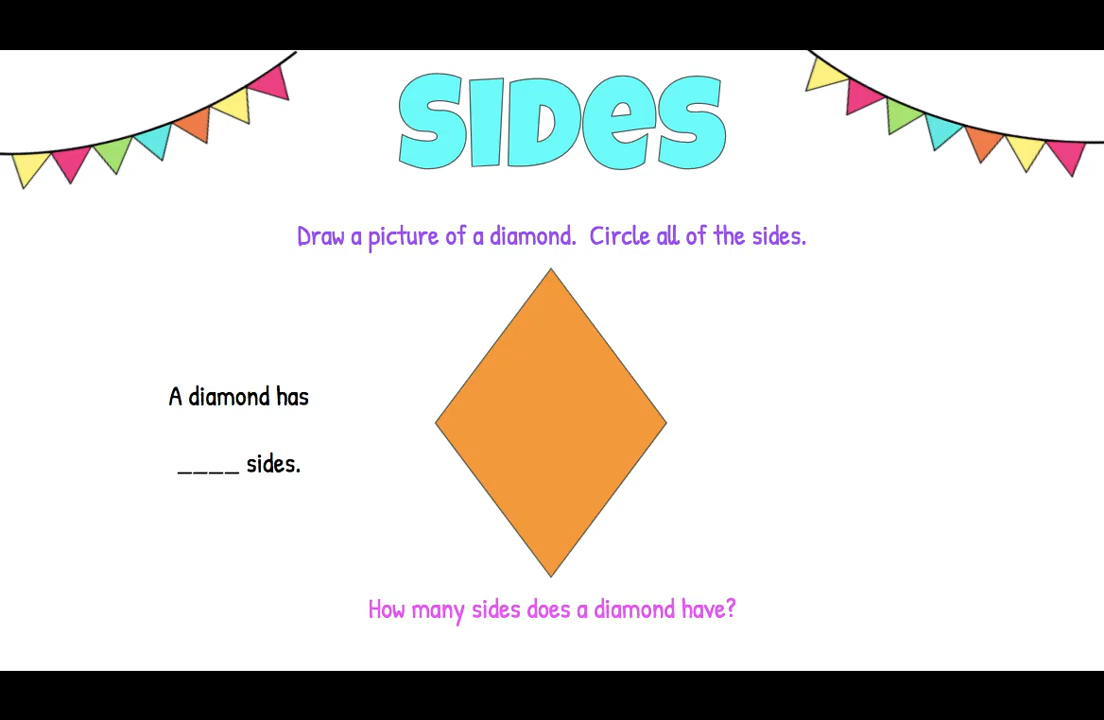 SIDES
Draw a picture of a diamond. Circle all of the sides.
A diamond has
____ sides.
How many sides does a diamond have?